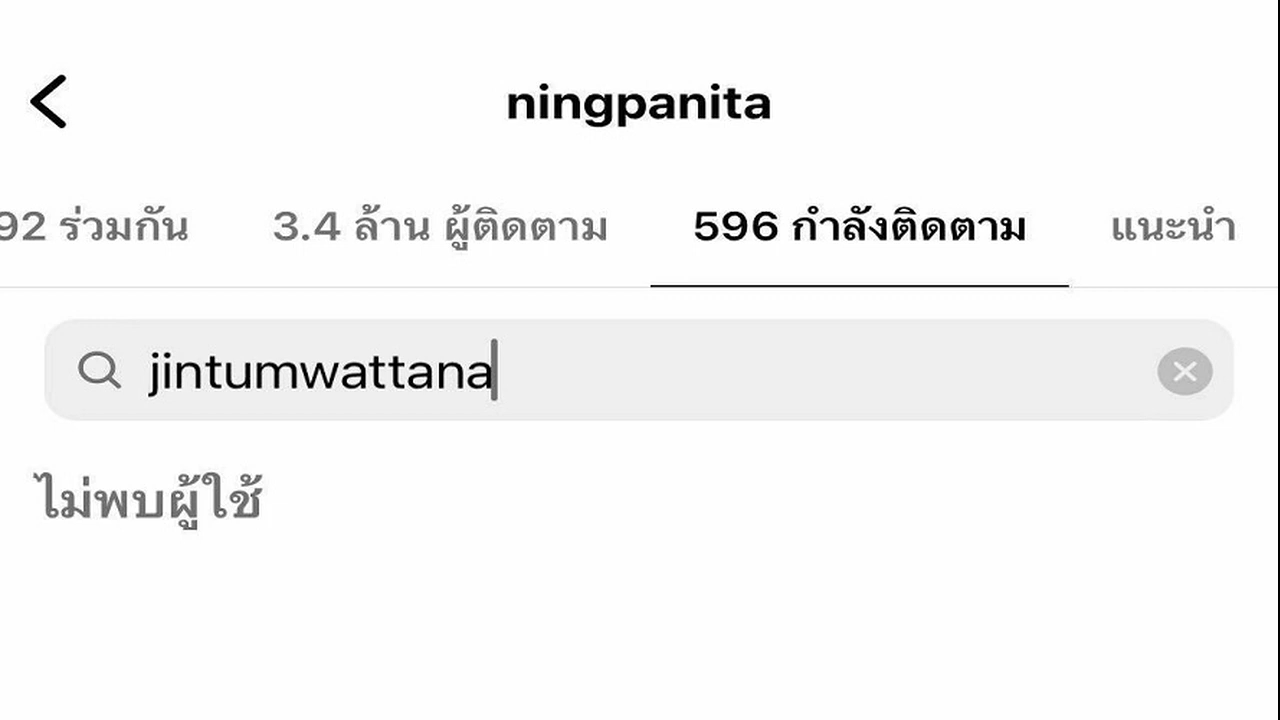 ningpanita
92 ร่วมกัน 3.4 ล้าน ผู้ติดตาม 596 กำลังติดตาม แนะนำ
jintumwattana
ไม่พบผู้ใช้